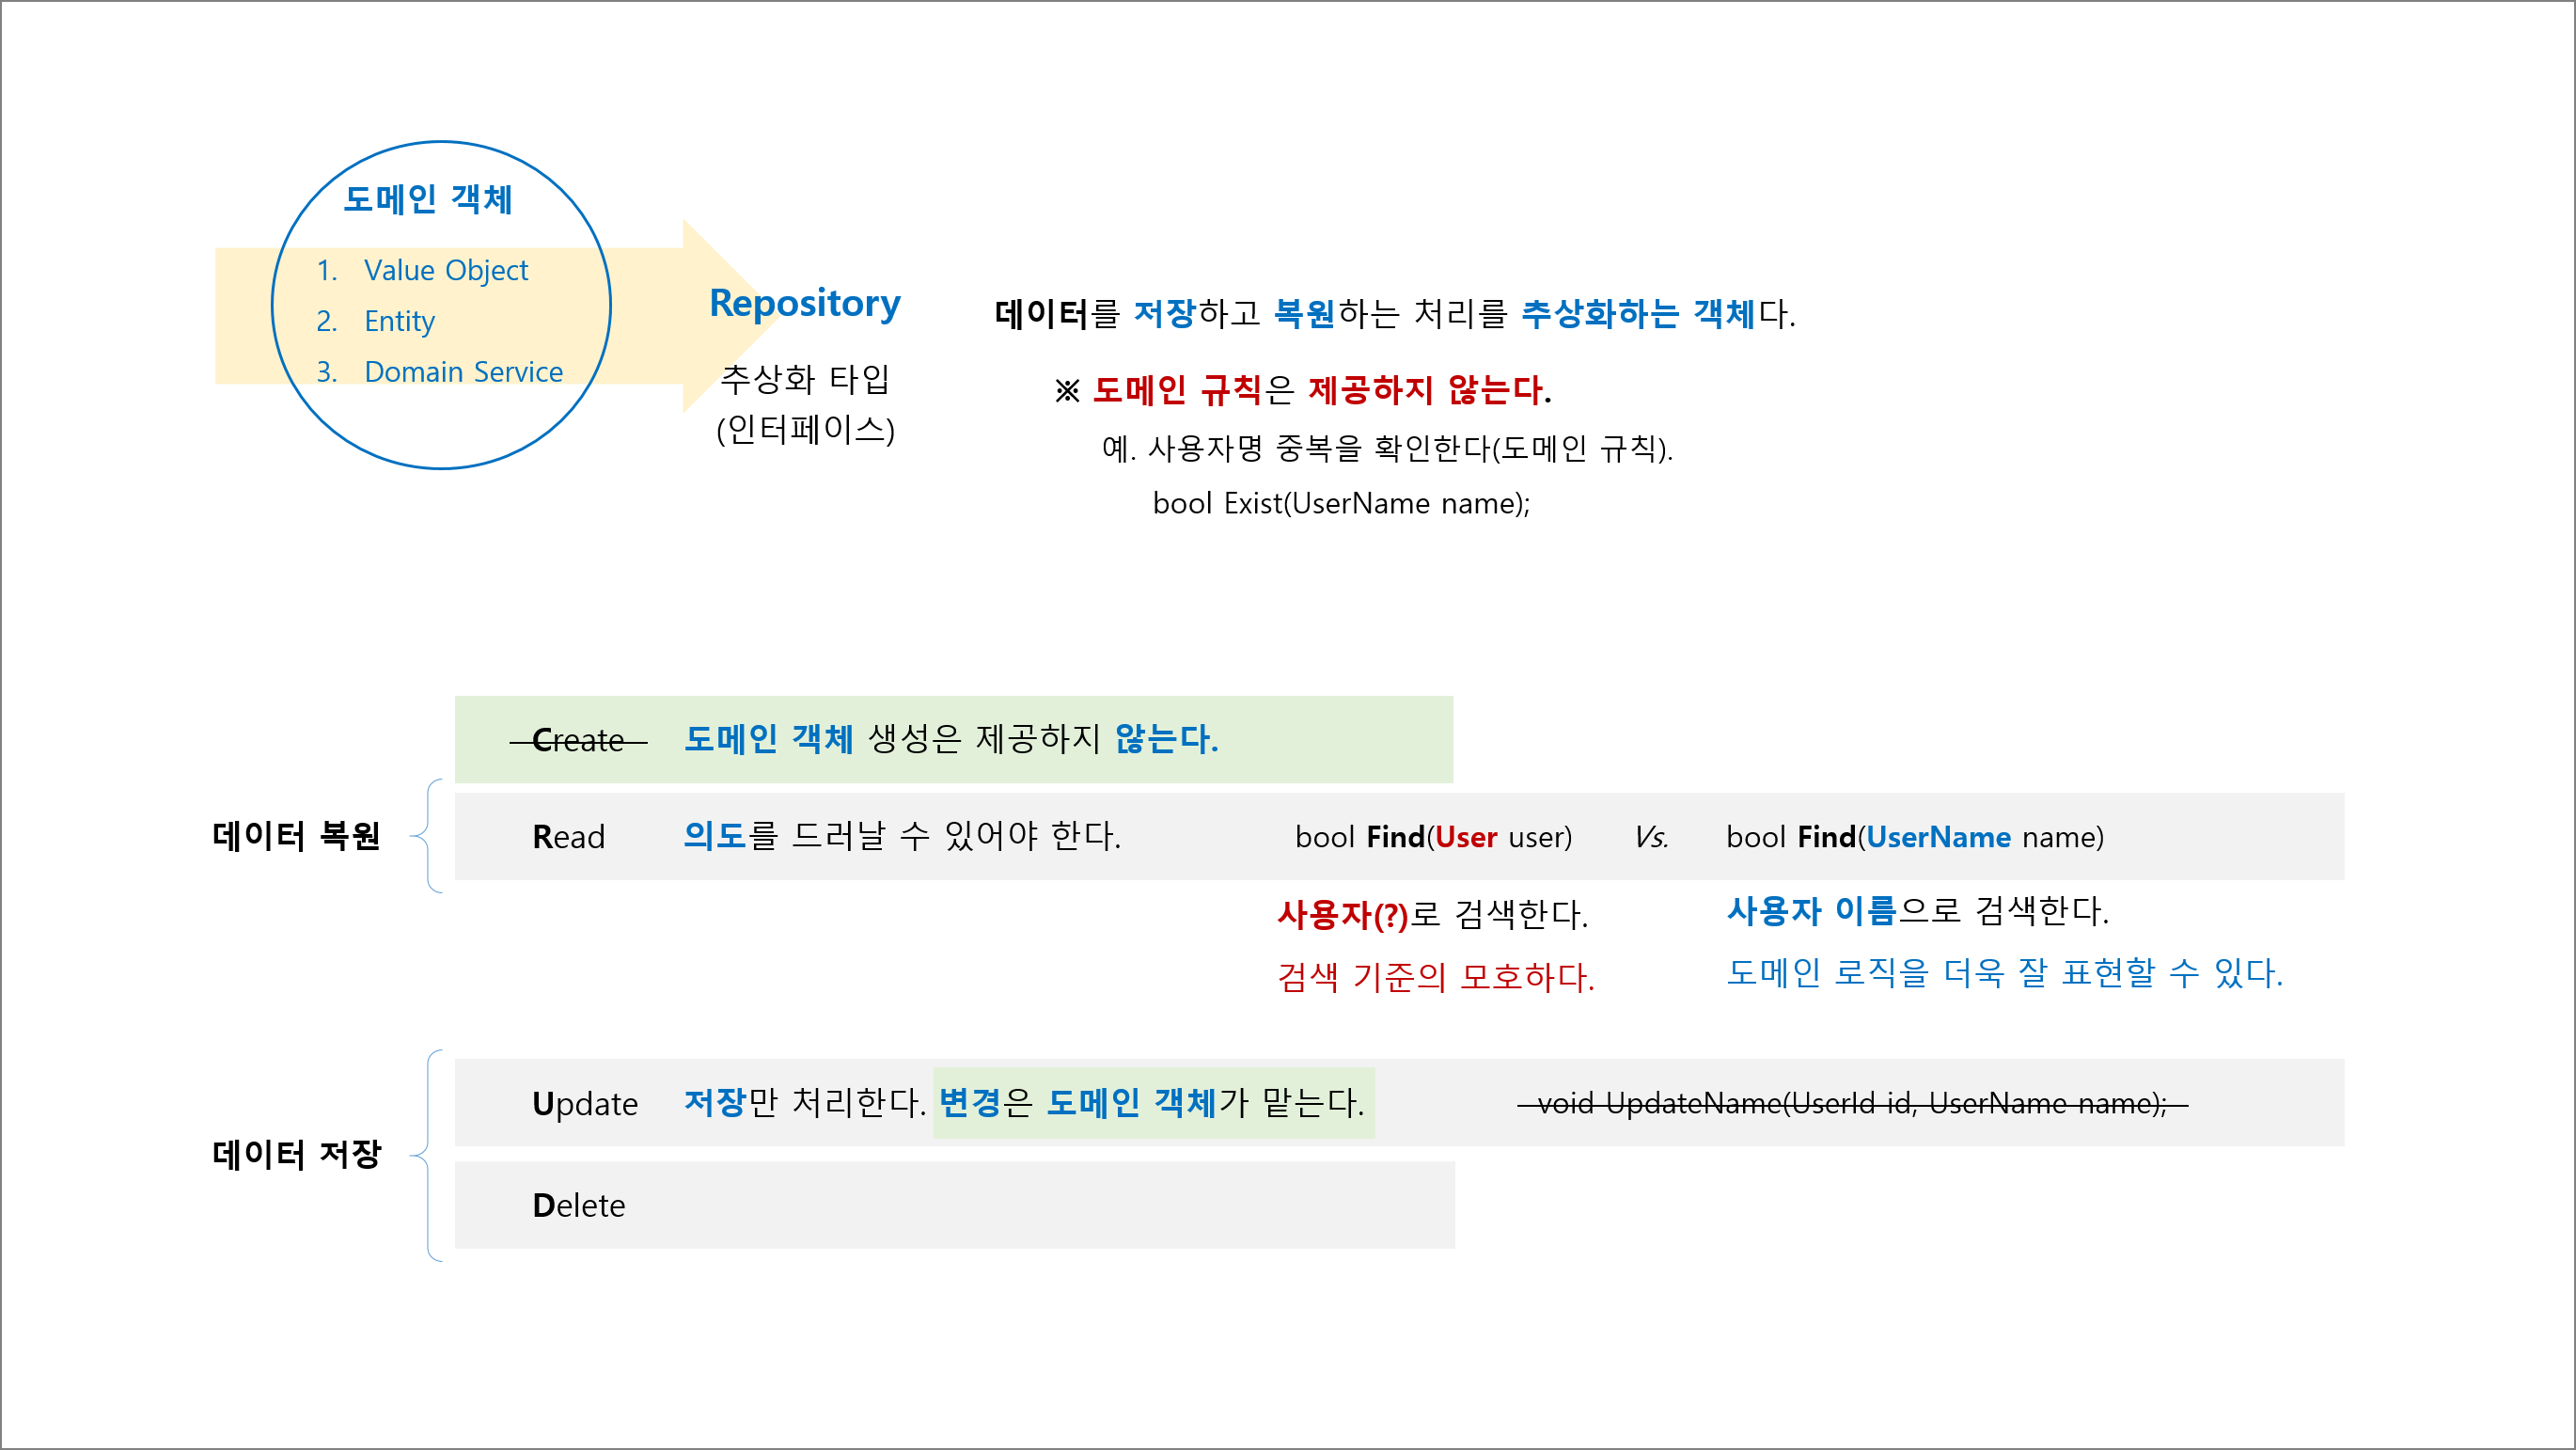 도메인 객체
1. Value Object
2. Entity
3. Domain Service
Repository
추상화 타입
(인터페이스)
데이터를 저장하고 복원하는 처리를 추상화하는 객체다.
※ 도메인 규칙은 제공하지 않는다.
예. 사용자명 중복을 확인한다(도메인 규칙).
bool Exist(UserName name);
Create 도메인 객체 생성은 제공하지 않는다.
데이터 복원
Read 의도를 드러날 수 있어야 한다. bool Find(User user) Vs. bool Find(UserName name)
사용자(?)로 검색한다. 사용자 이름으로 검색한다.
검색 기준의 모호하다. 도메인 로직을 더욱 잘 표현할 수 있다.
데이터 저장
Update 저장만 처리한다. 변경은 도메인 객체가 맡는다. void UpdateName(UserId id, UserName name);
Delete